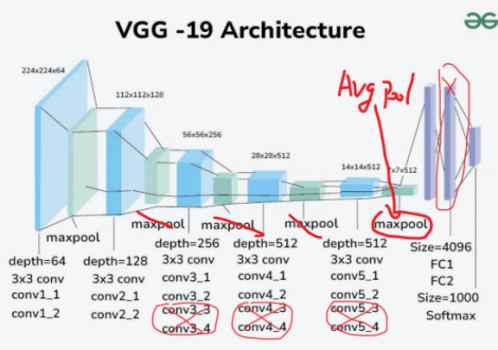 VGG -19 Architecture
224x224x64
112x112x128
56x56x256
28x28x512
14x14x512
7x7x512
Avg Pool
maxpool
maxpool
maxpool
maxpool
maxpool
depth=64
3x3 conv
conv1_1
conv1_2
depth=128
3x3 conv
conv2_1
conv2_2
depth=256
3x3 conv
conv3_1
conv3_2
conv3_3
conv3_4
depth=512
3x3 conv
conv4_1
conv4_2
conv4_3
conv4_4
depth=512
3x3 conv
conv5_1
conv5_2
conv5_3
conv5_4
Size=4096
FC1
FC2
Size=1000
Softmax